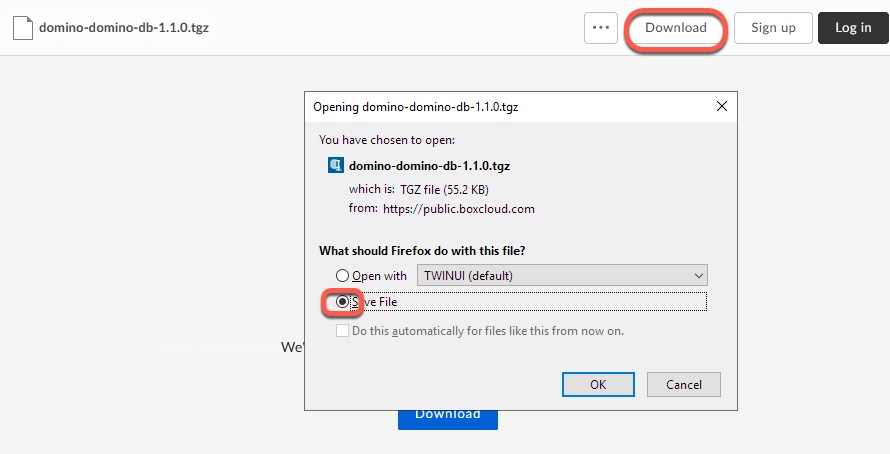 domino-domino-db-1.1.0.tgz
... Download Sign up Log in
Opening domino-domino-db-1.1.0.tgz
You have chosen to open:
domino-domino-db-1.1.0.tgz
which is: TGZ file (55.2 KB)
from: https://public.boxcloud.com
What should Firefox do with this file?
Open with TWINUI (default)
Save File
Do this automatically for files like this from now on.
We'
OK Cancel
Download